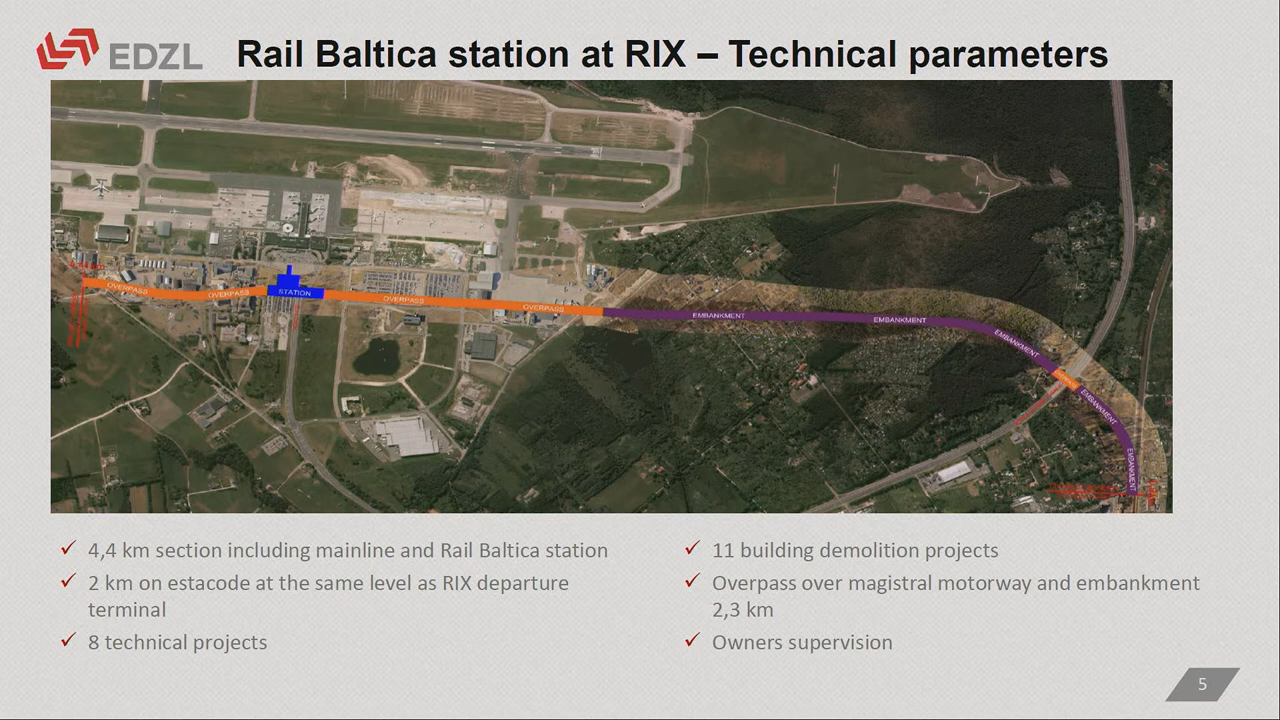 EDZL
Rail Baltica station at RIX – Technical parameters
OVERPASS
OVERPASS
STATION
OVERPASS
OVERPASS
EMBANKMENT
EMBANKMENT
EMBANKMENT
EMBANKMENT
EMBANKMENT
4,4 km section including mainline and Rail Baltica station
2 km on estacode at the same level as RIX departure
terminal
8 technical projects
11 building demolition projects
Overpass over magistral motorway and embankment
2,3 km
Owners supervision
5